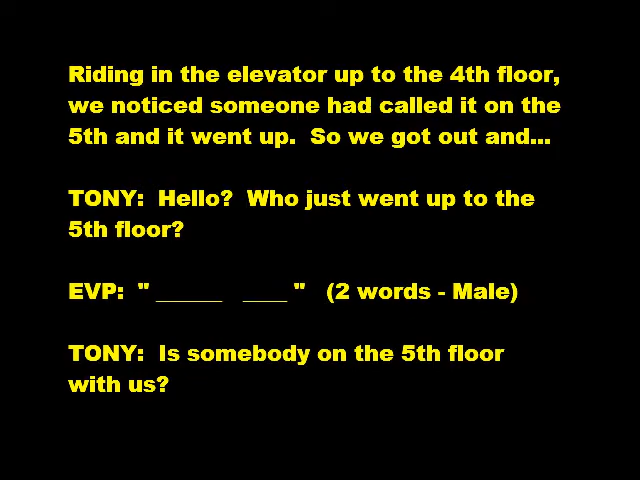 Riding in the elevator up to the 4th floor,
we noticed someone had called it on the
5th and it went up.  So we got out and...
TONY:  Hello?  Who just went up to the
5th floor?
EVP:  " ______   ____ "   (2 words - Male)
TONY:  Is somebody on the 5th floor
with us?